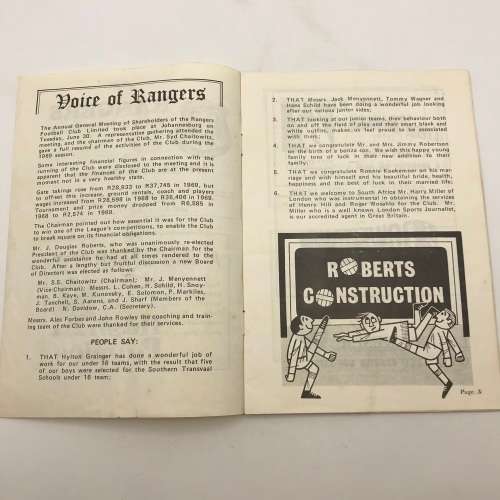 Voice of Rangers
The Annual General Meeting of Shareholders of the Rangers
Football Club Limited took place at Johannesburg on
Tuesday, June 30. A representative gathering attended the
meeting, and the chairman of the Club, Mr. Syd Chaitowitz,
gave a full resume of the activities of the Club during the
1969 season.
Some interesting financial figures in connection with the
running of the Club were disclosed to the meeting and it is
apparent that the finances of the Club are at the present
moment not in a very healthy state.
Gate takings rose from R28,933 to R37,745 in 1969, but
to off-set this increase, ground rentals, coach and players
wages increased from R28,598 in 1968 to R38,406 in 1969.
Tournament and prize money dropped from R6,895 in
1968 to R2,574 in 1969.
The Chairman pointed out how essential it was for the Club
to win one of the League's competitions, to enable the Club
to break square on its financial obligations.
Mr. J. Douglas Roberts, who was unanimously re-elected
President of the Club was thanked by the Chairman for the
wonderful assistance he had at all times rendered to the
Club. After a lengthy but fruitful discussion a new Board
of Directors was elected as follows:
Mr. S.S. Chaitowitz (Chairman); Mr. J. Menyennett
(Vice-Chairman); Messrs. L. Cohen, H. Schild, H. Snoy-
man, B. Kaye, M. Kunovsky, E. Solomon, P. Markiles,
J. Tuschell, S. Aarons, and J. Sharf (Members of the
Board) N. Davidow, C.A. (Secretary).
Messrs. Alex Forbes and John Rowley the coaching and train-
ing team of the Club were thanked for their services.
PEOPLE SAY:
1. THAT Hylton Grainger has done a wonderful job of
work for our under 16 teams, with the result that five
of our boys were selected for the Southern Transvaal
Schools under 16 team;
2. THAT Messrs Jack Menyennett, Tommy Wagner and
Hans Schild have been doing a wonderful job looking
after our various junior sides;
3. THAT looking at our junior teams, their behaviour both
on and off the field of play and their smart black and
white outfits, makes us feel proud to be associated
with them;
4. THAT we congratulate Mr. and Mrs. Jimmy Robertson
on the birth of a bonza son. We wish this happy young
family tons of luck in their new addition to their
family;
5. THAT we congratulate Ronnie Koekemoer on his mar-
riage and wish himself and his beautiful bride, health,
happiness and the best of luck in their married life;
6. THAT we welcome to South Africa Mr. Harry Miller of
London who was instrumental in obtaining the services
of Henry Hill and Roger Wosahlo for the Club. Mr.
Miller who is a well known London Sports Journalist,
is our accredited agent in Great Britain.
ROBERTS
CONSTRUCTION
Page